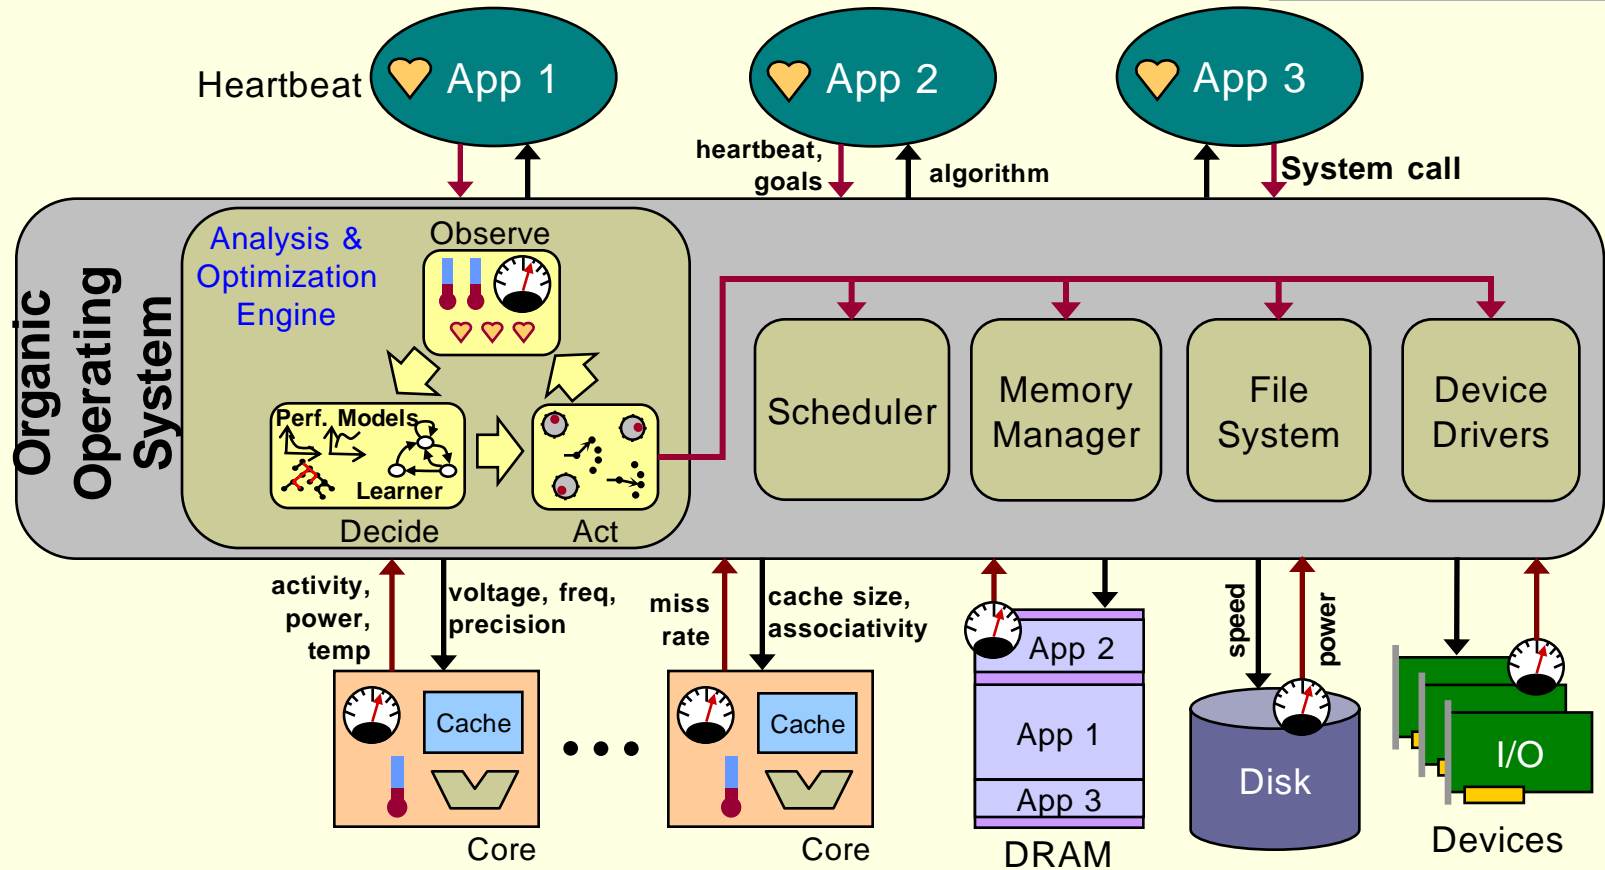 Heartbeat
App 1
App 2
App 3
heartbeat,
goals
algorithm
System call
Organic
Operating
System
Analysis &
Optimization
Engine
Observe
Perf. Models
Learner
Decide
Act
Scheduler
Memory
Manager
File
System
Device
Drivers
activity,
power,
temp
voltage, freq,
precision
miss
rate
cache size,
associativity
speed
power
Cache
Core
Cache
Core
App 2
App 1
App 3
DRAM
Disk
I/O
Devices